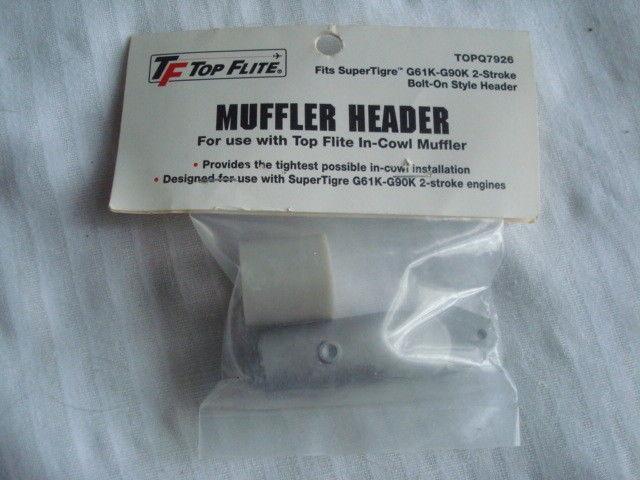 TF TOP FLITE®
TOPQ7926
Fits SuperTigre™ G61K-G90K 2-Stroke
Bolt-On Style Header
MUFFLER HEADER
For use with Top Flite In-Cowl Muffler
• Provides the tightest possible in-cowl installation
• Designed for use with SuperTigre G61K-G90K 2-stroke engines